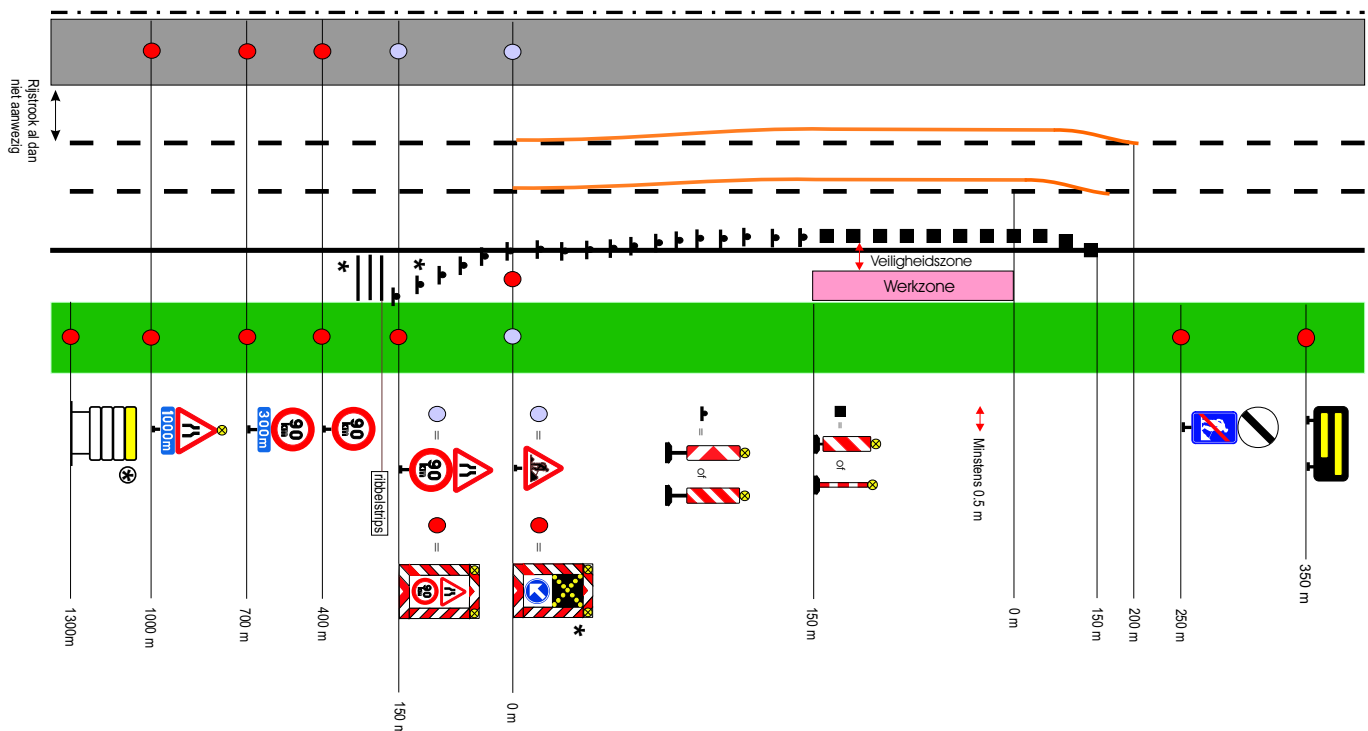 Rijstrook al dan
niet aanwezig
*
*
Veiligheidszone
Werkzone
1000m
300m
90
km
90
km
90
km
*
ribbelstrips
=
=
=
=
90
km
*
=
of
=
of
Minstens 0.5 m
1300m
1000 m
700 m
400 m
150 m
0 m
150 m
0 m
150 m
200 m
250 m
350 m